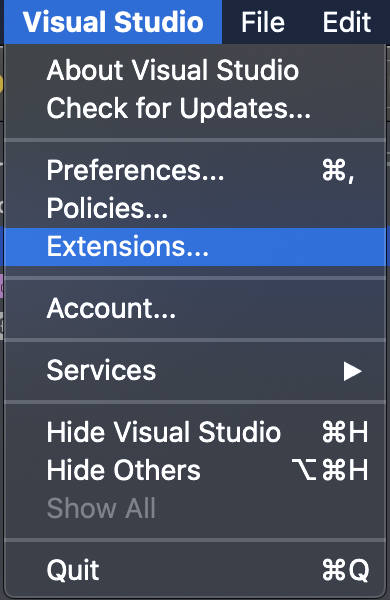 Visual Studio File Edit
About Visual Studio
Check for Updates...
Preferences... ⌘,
Policies...
Extensions...
Account...
Services ▶
Hide Visual Studio ⌘H
Hide Others ⌥⌘H
Show All
Quit ⌘Q